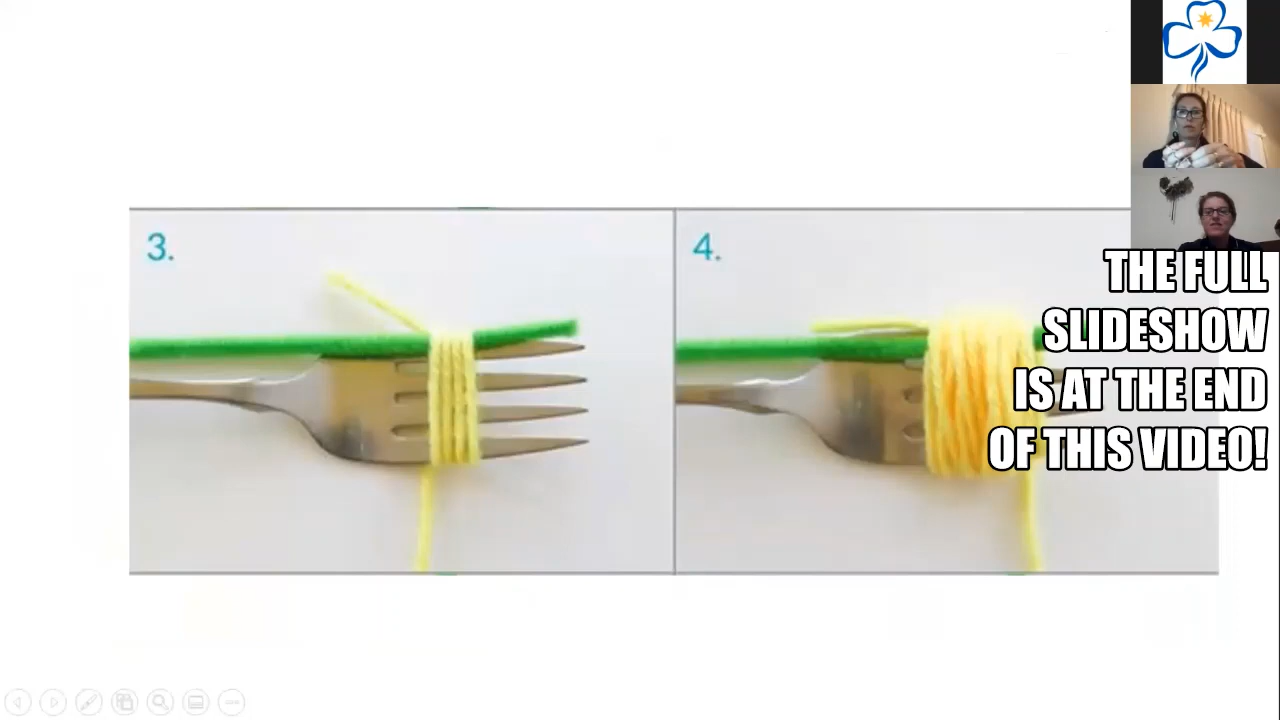 3.
4.
THE FULL
SLIDESHOW
IS AT THE END
OF THIS VIDEO!